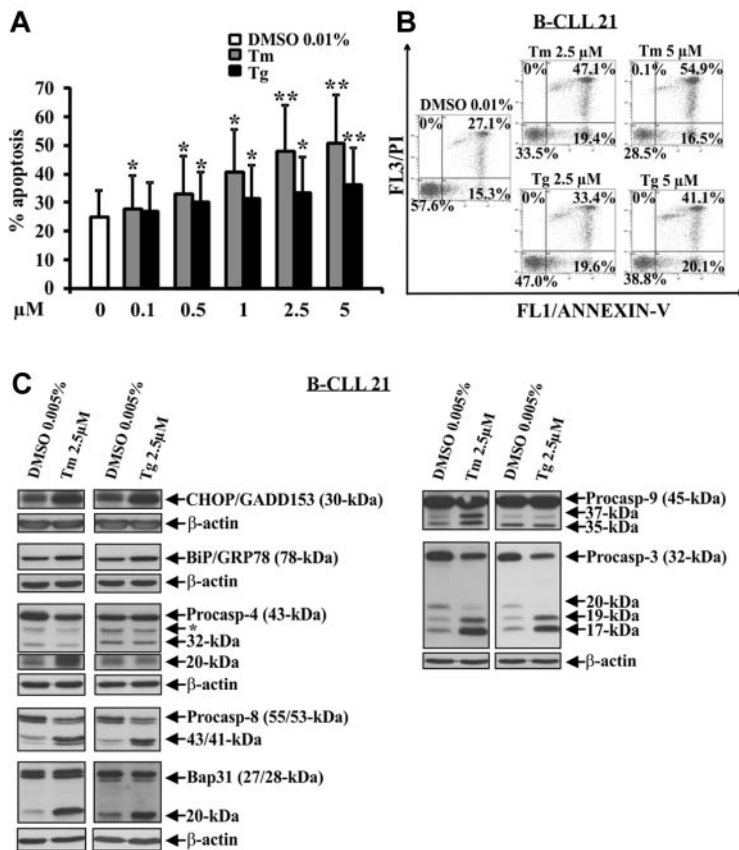 A
DMSO 0.01%
Tm
Tg
% apoptosis
70
60
50
40
30
20
10
0
* * * * * ** * ** **
µM 0 0.1 0.5 1 2.5 5
B
B-CLL 21
Tm 2.5 µM
0% 47.1%
33.5% 19.4%
Tm 5 µM
0.1% 54.9%
28.5% 16.5%
DMSO 0.01%
0% 27.1%
57.6% 15.3%
Tg 2.5 µM
0% 33.4%
47.0% 19.6%
Tg 5 µM
0% 41.1%
38.8% 20.1%
FL3/PI
FL1/ANNEXIN-V
C
B-CLL 21
DMSO 0.005%
Tm 2.5µM
DMSO 0.005%
Tg 2.5µM
CHOP/GADD153 (30-kDa)
β-actin
BiP/GRP78 (78-kDa)
β-actin
Procasp-4 (43-kDa)
*
32-kDa
20-kDa
β-actin
Procasp-8 (55/53-kDa)
43/41-kDa
Bap31 (27/28-kDa)
20-kDa
β-actin
DMSO 0.005%
Tm 2.5µM
DMSO 0.005%
Tg 2.5µM
Procasp-9 (45-kDa)
37-kDa
35-kDa
Procasp-3 (32-kDa)
20-kDa
19-kDa
17-kDa
β-actin